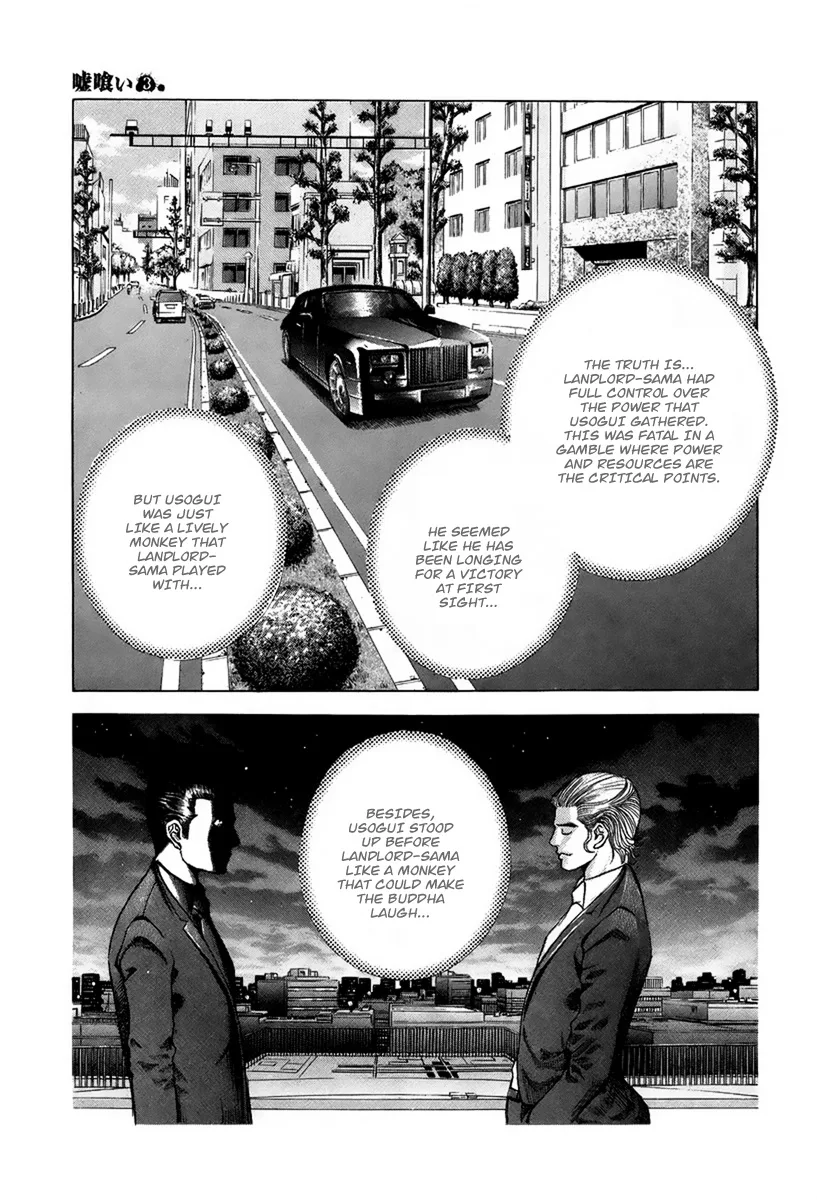 嘘喰い 3.
THE TRUTH IS...
LANDLORD-SAMA HAD
FULL CONTROL OVER
THE POWER THAT
USOGUI GATHERED.
THIS WAS FATAL IN A
GAMBLE WHERE POWER
AND RESOURCES ARE
THE CRITICAL POINTS.
HE SEEMED
LIKE HE HAS
BEEN LONGING
FOR A VICTORY
AT FIRST
SIGHT...
BUT USOGUI
WAS JUST
LIKE A LIVELY
MONKEY THAT
LANDLORD-
SAMA PLAYED
WITH...
BESIDES,
USOGUI STOOD
UP BEFORE
LANDLORD-SAMA
LIKE A MONKEY
THAT COULD MAKE
THE BUDDHA
LAUGH...